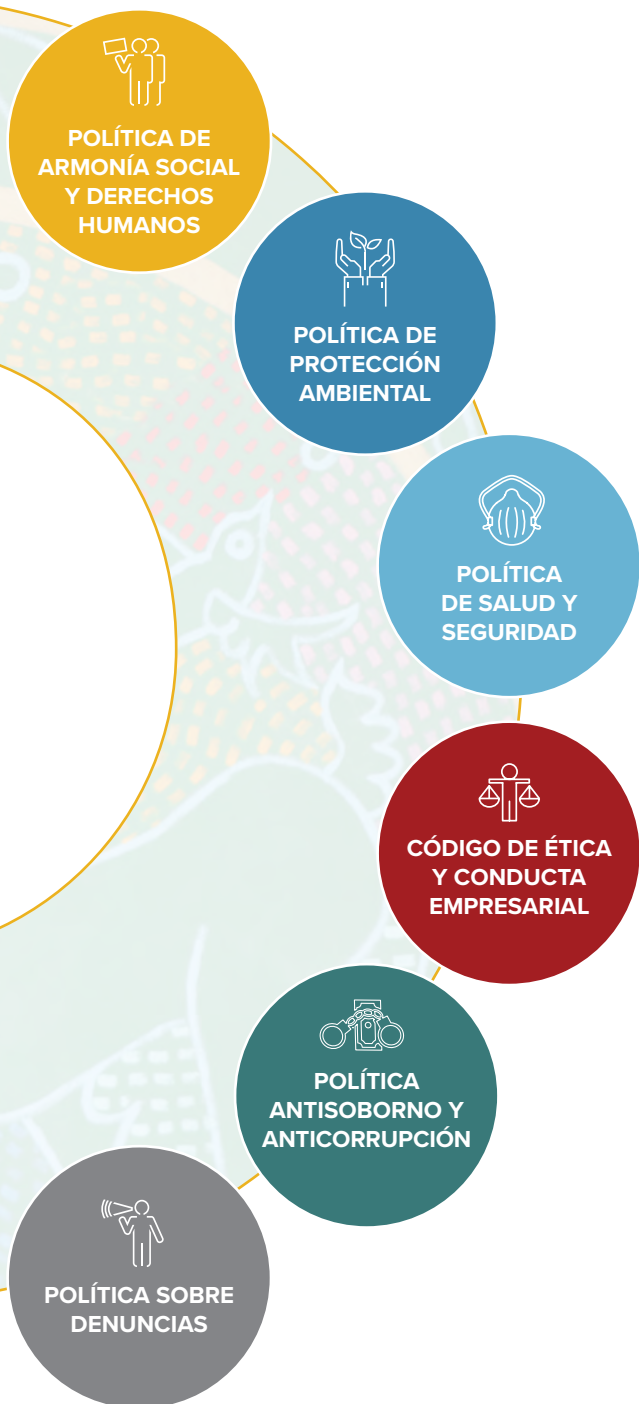 POLÍTICA DE
ARMONÍA SOCIAL
Y DERECHOS
HUMANOS
POLÍTICA DE
PROTECCIÓN
AMBIENTAL
POLÍTICA
DE SALUD Y
SEGURIDAD
CÓDIGO DE ÉTICA
Y CONDUCTA
EMPRESARIAL
POLÍTICA
ANTISOBORNO Y
ANTICORRUPCIÓN
POLÍTICA SOBRE
DENUNCIAS